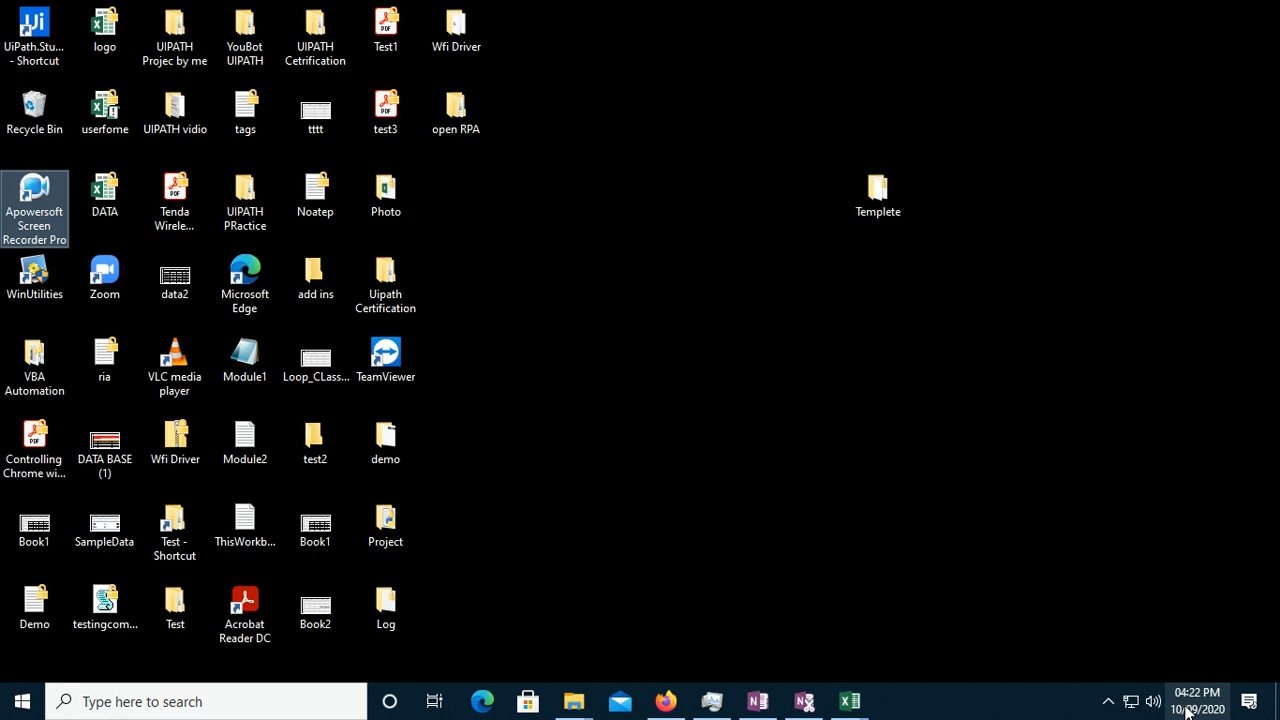 UiPath.Stu...
- Shortcut
logo
UIPATH
Projec by me
YouBot
UIPATH
UIPATH
Cetrification
Test1
Wfi Driver
Recycle Bin
userfome
UIPATH vidio
tags
tttt
test3
open RPA
Apowersoft
Screen
Recorder Pro
DATA
Tenda
Wirele...
UIPATH
PRactice
Noatep
Photo
Templete
WinUtilities
Zoom
data2
Microsoft
Edge
add ins
Uipath
Certification
VBA
Automation
ria
VLC media
player
Module1
Loop_CLass...
TeamViewer
Controlling
Chrome wi...
DATA BASE
(1)
Wfi Driver
Module2
test2
demo
Book1
SampleData
Test -
Shortcut
ThisWorkb...
Book1
Project
Demo
testingcom...
Test
Acrobat
Reader DC
Book2
Log
Type here to search
04:22 PM